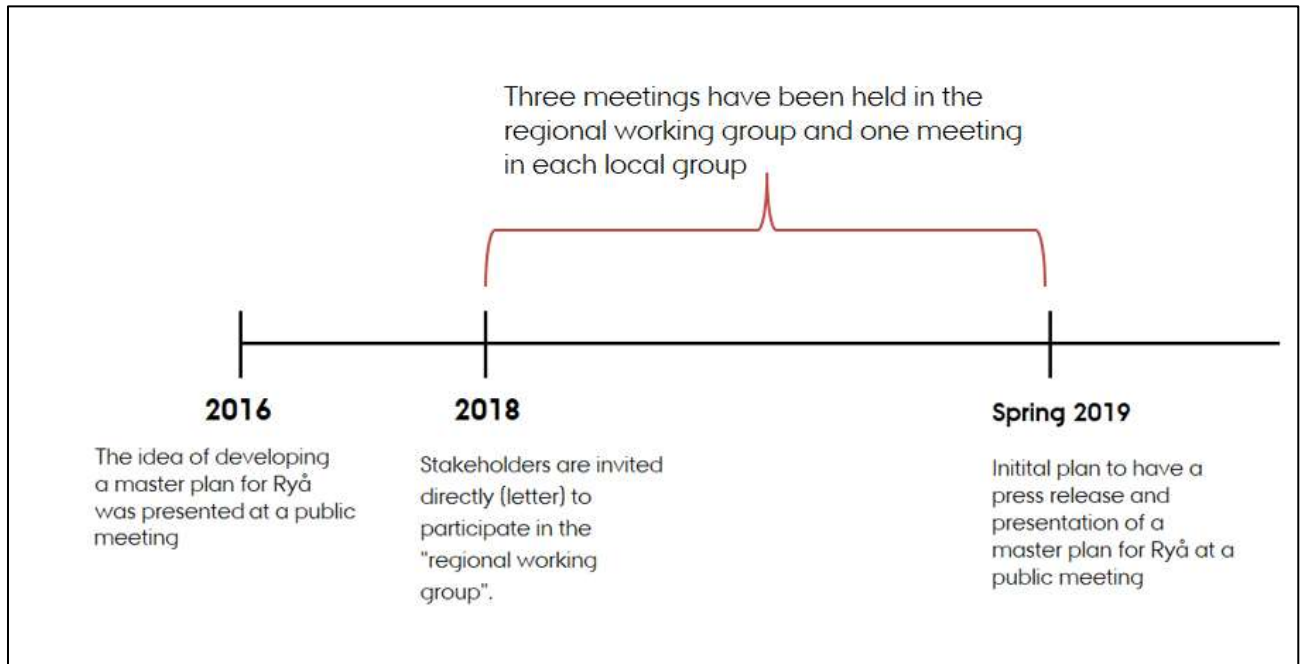 Three meetings have been held in the
regional working group and one meeting
in each local group
2016
The idea of developing
a master plan for Ryå
was presented at a public
meeting
2018
Stakeholders are invited
directly (letter) to
participate in the
"regional working
group".
Spring 2019
Initital plan to have a
press release and
presentation of a
master plan for Ryå at a
public meeting